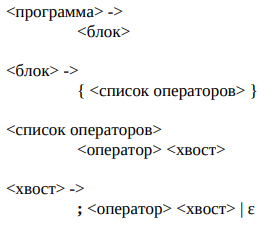 <программа> ->
<блок>
<блок> ->
{ <список операторов> }
<список операторов>
<оператор> <хвост>
<хвост> ->
; <оператор> <хвост> | ε